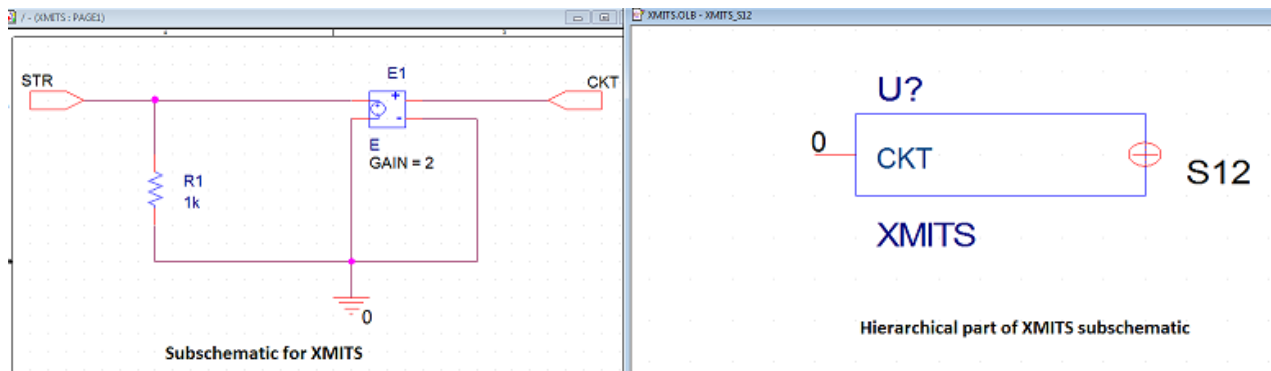 / - (XMITS : PAGE1)
STR
E1
CKT
E
GAIN = 2
R1
1k
0
Subschematic for XMITS
XMITS.OLB - XMITS_S12
U?
0
CKT
S12
XMITS
Hierarchical part of XMITS subschematic